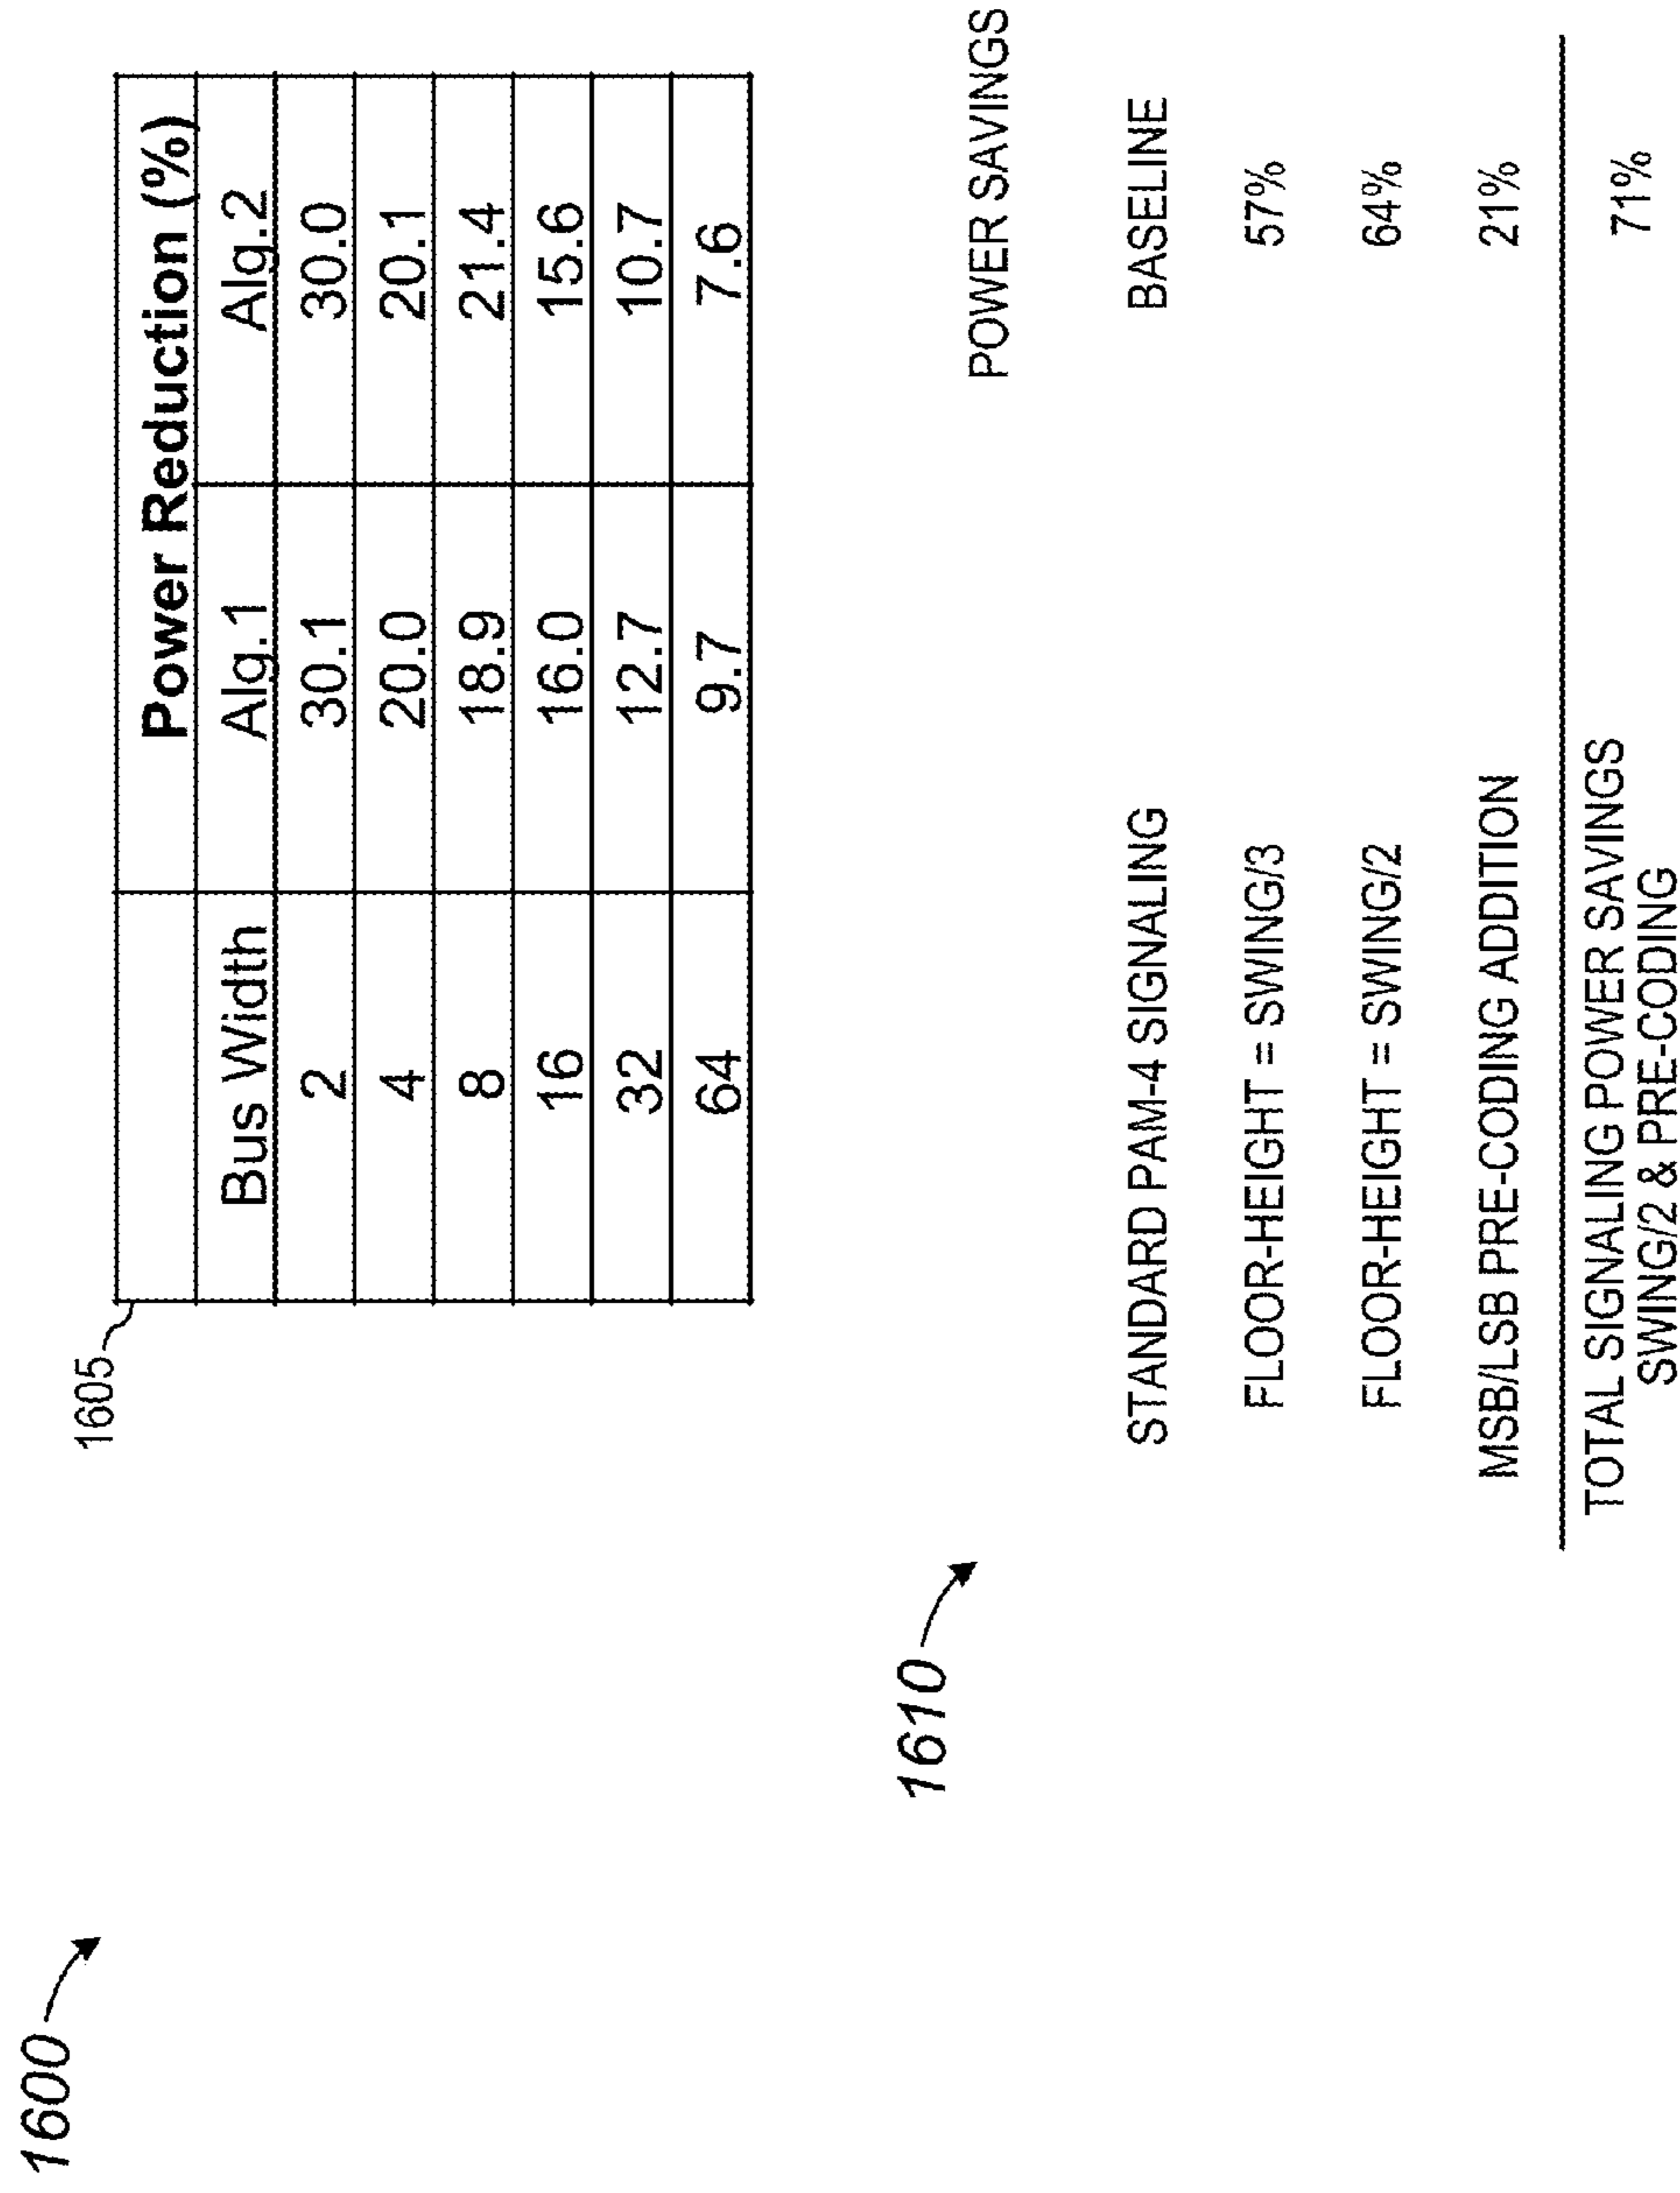 1600
1605
Power Reduction (%)
Bus Width Alg.1 Alg.2
2 30.1 30.0
4 20.0 20.1
8 18.9 21.4
16 16.0 15.6
32 12.7 10.7
64 9.7 7.6
1610
POWER SAVINGS
STANDARD PAM-4 SIGNALING BASELINE
FLOOR-HEIGHT = SWING/3 57%
FLOOR-HEIGHT = SWING/2 64%
MSB/LSB PRE-CODING ADDITION 21%
TOTAL SIGNALING POWER SAVINGS 71%
SWING/2 & PRE-CODING